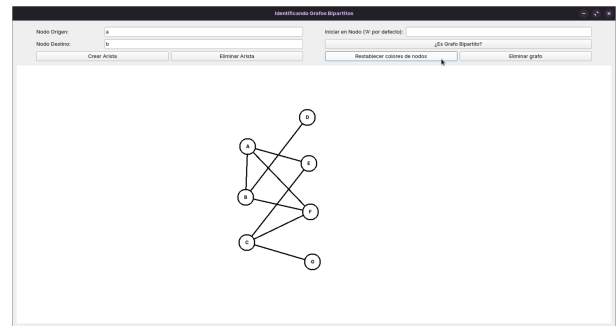 Identificando Grafos Bipartitos
Nodo Origen: a
Iniciar en Nodo ('A' por defecto):
Nodo Destino: b
¿Es Grafo Bipartito?
Crear Arista
Eliminar Arista
Restablecer colores de nodos
Eliminar grafo
D
A
E
B
F
C
G